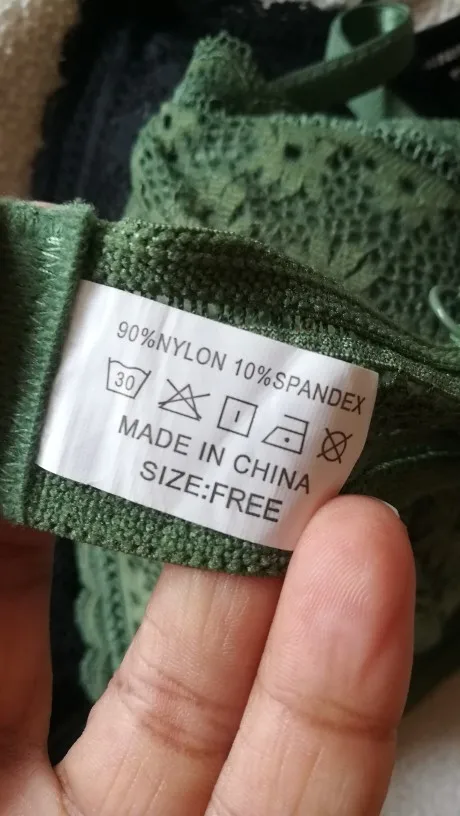 90%NYLON 10%SPANDEX
30
MADE IN CHINA
SIZE:FREE